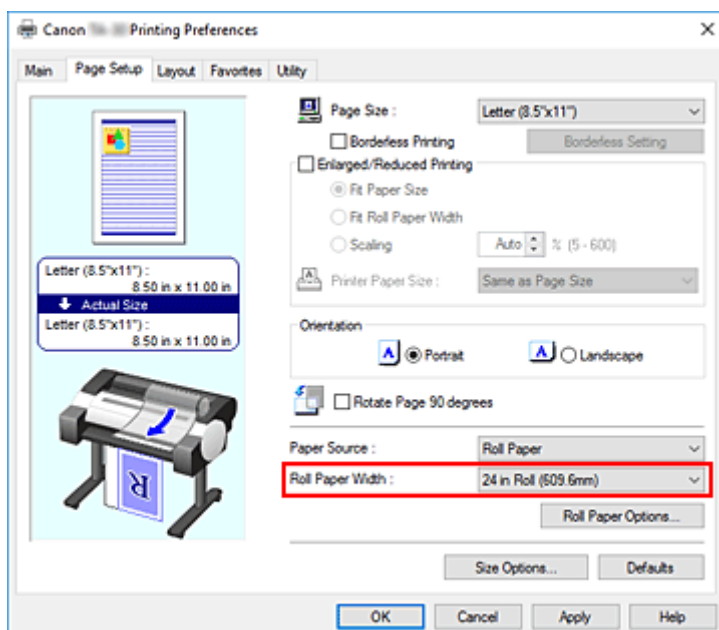 Canon Printing Preferences
Main Page Setup Layout Favorites Utility
Page Size : Letter (8.5"x11")
Borderless Printing Borderless Setting
Enlarged/Reduced Printing
Fit Paper Size
Fit Roll Paper Width
Scaling Auto % (5 - 600)
Printer Paper Size : Same as Page Size
Letter (8.5"x11") :
8.50 in x 11.00 in
Actual Size
Letter (8.5"x11") :
8.50 in x 11.00 in
Orientation
A Portrait A Landscape
Rotate Page 90 degrees
R
Paper Source : Roll Paper
Roll Paper Width : 24 in Roll (609.6mm)
Roll Paper Options...
Size Options... Defaults
OK Cancel Apply Help